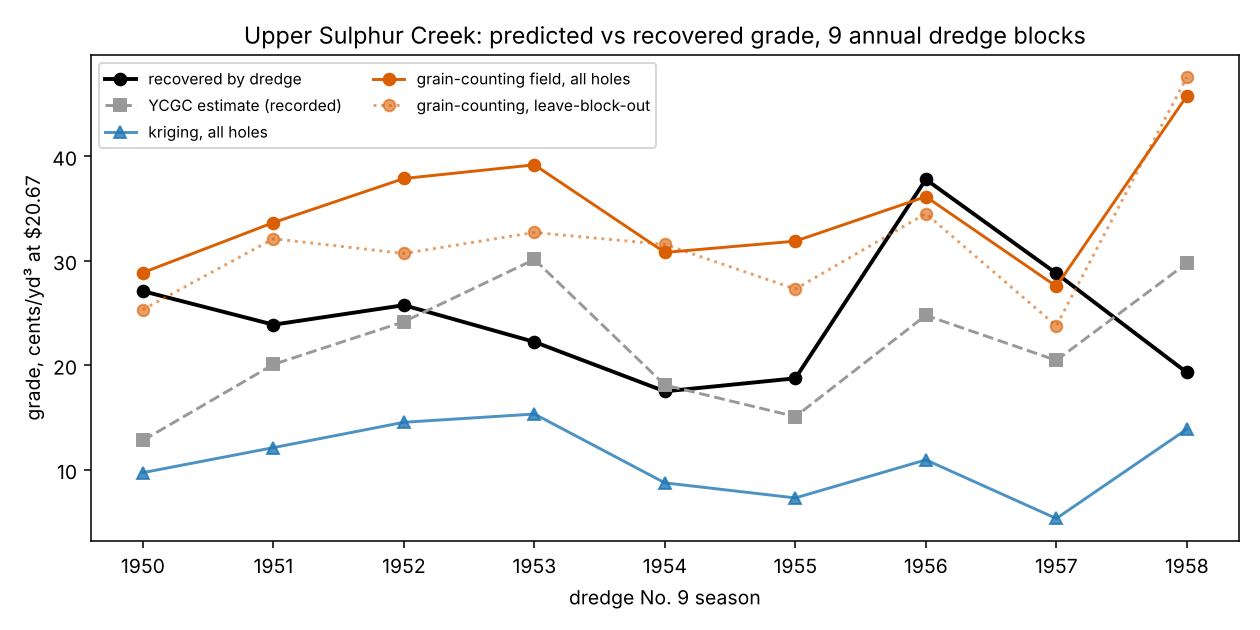 Upper Sulphur Creek: predicted vs recovered grade, 9 annual dredge blocks
recovered by dredge
YCGC estimate (recorded)
kriging, all holes
grain-counting field, all holes
grain-counting, leave-block-out
grade, cents/yd³ at $20.67
40
30
20
10
1950 1951 1952 1953 1954 1955 1956 1957 1958
dredge No. 9 season